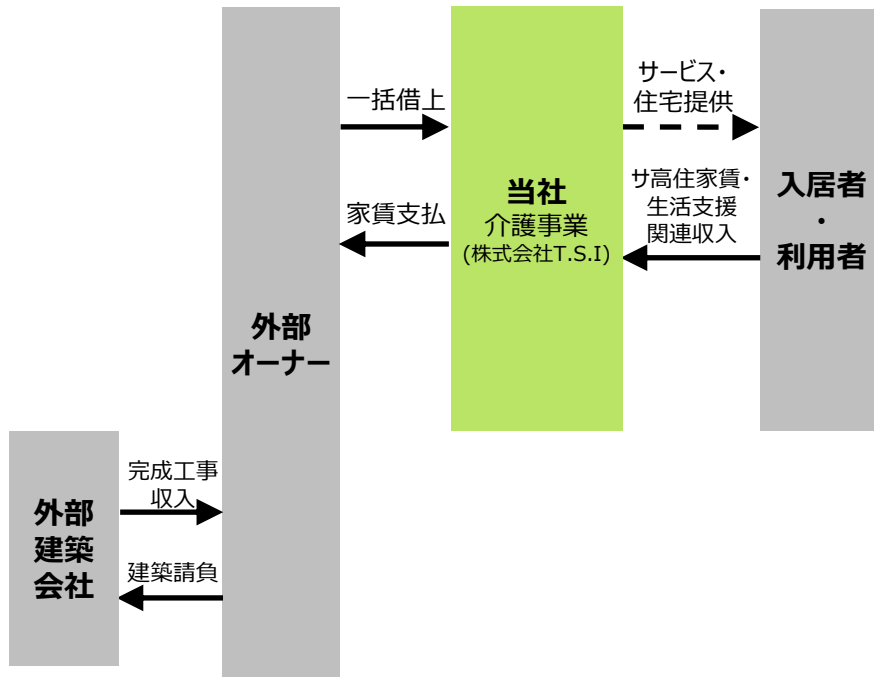 一括借上
家賃支払
サービス・
住宅提供
サ高住家賃・
生活支援
関連収入
当社
介護事業
(株式会社T.S.I)
入居者
・
利用者
外部
オーナー
完成工事
収入
建築請負
外部
建築
会社